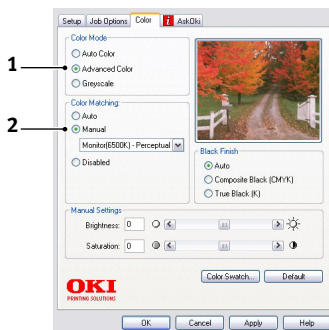 Setup Job Options Color i AskOki
Color Mode
Auto Color
1
Advanced Color
Greyscale
Color Matching:
Auto
2
Manual
Monitor(6500K) - Perceptual
Disabled
Black Finish
Auto
Composite Black (CMYK)
True Black (K)
Manual Settings
Brightness: 0
Saturation: 0
OKI
PRINTING SOLUTIONS
Color Swatch... Default
OK Cancel Apply Help